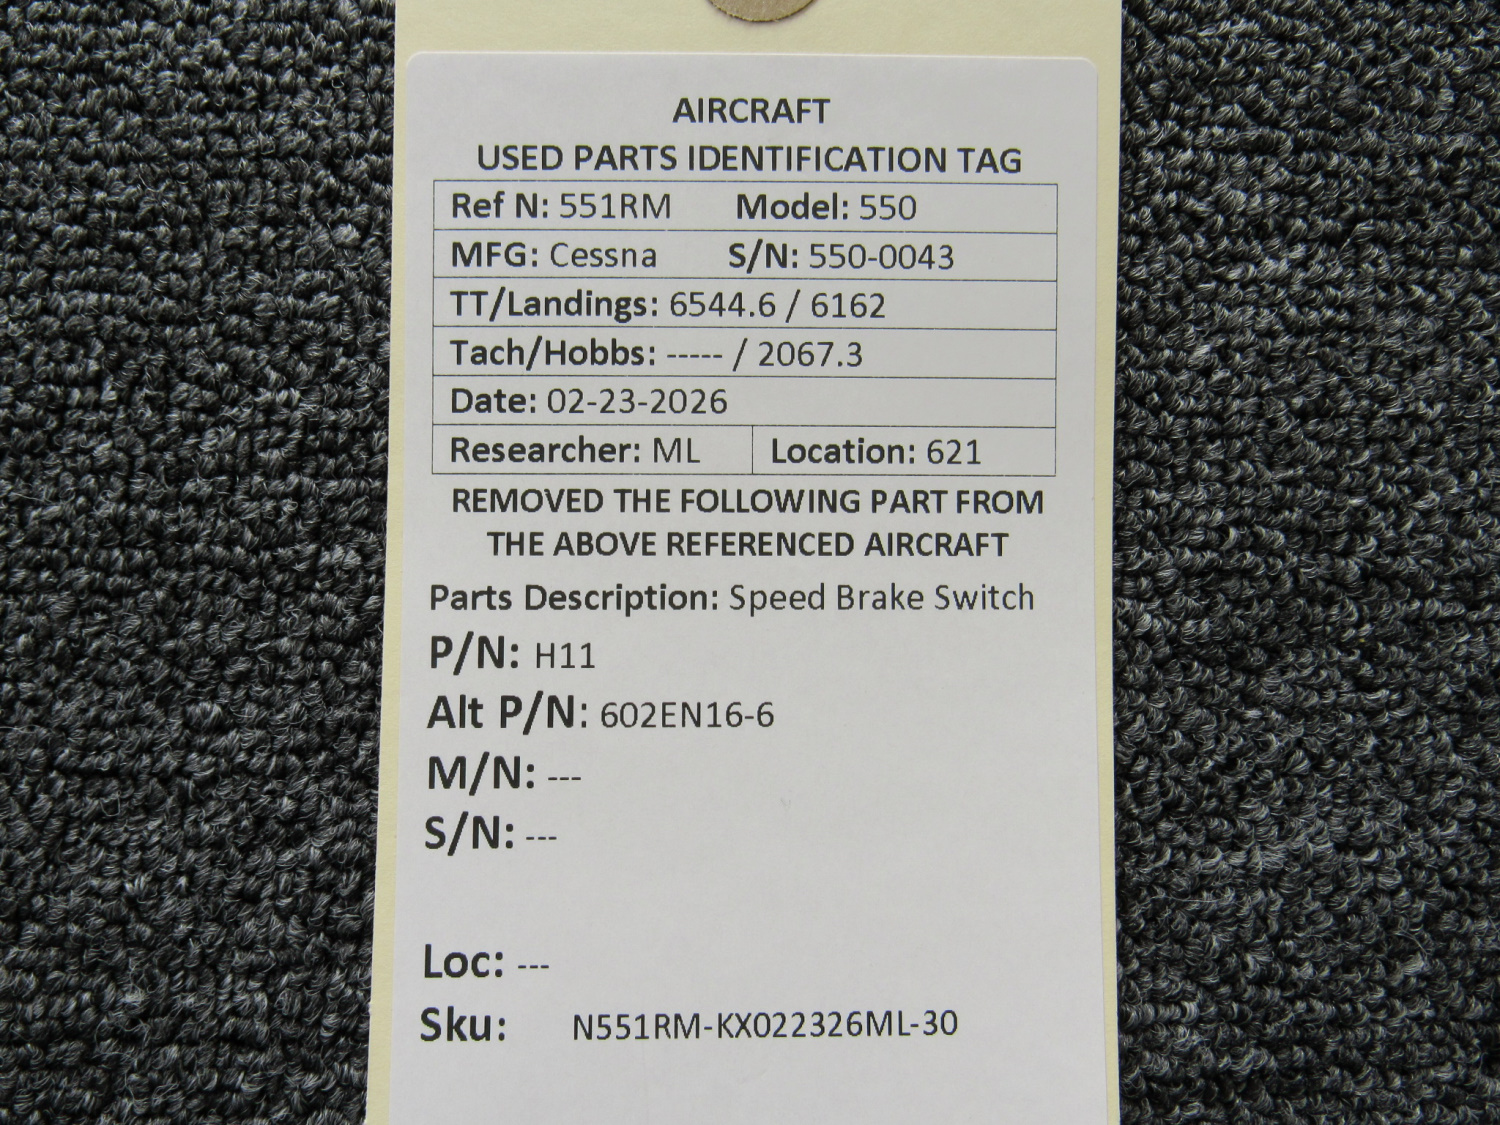 AIRCRAFT
USED PARTS IDENTIFICATION TAG
Ref N: 551RM Model: 550
MFG: Cessna S/N: 550-0043
TT/Landings: 6544.6 / 6162
Tach/Hobbs: ----- / 2067.3
Date: 02-23-2026
Researcher: ML Location: 621
REMOVED THE FOLLOWING PART FROM
THE ABOVE REFERENCED AIRCRAFT
Parts Description: Speed Brake Switch
P/N: H11
Alt P/N: 602EN16-6
M/N: ---
S/N: ---
Loc: ---
Sku: N551RM-KX022326ML-30